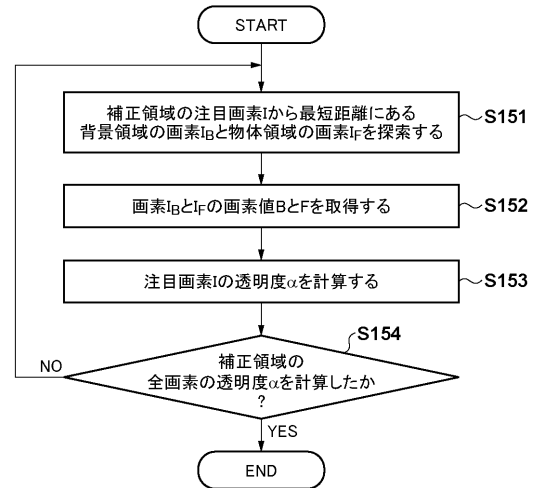 START
補正領域の注目画素Iから最短距離にある
背景領域の画素IBと物体領域の画素IFを探索する
S151
画素IBとIFの画素値BとFを取得する
S152
注目画素Iの透明度αを計算する
S153
S154
補正領域の
全画素の透明度αを計算したか
?
NO
YES
END